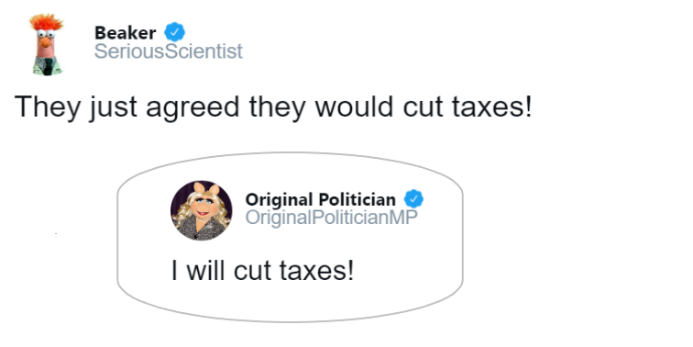 Beaker
SeriousScientist
They just agreed they would cut taxes!
Original Politician
OriginalPoliticianMP
I will cut taxes!